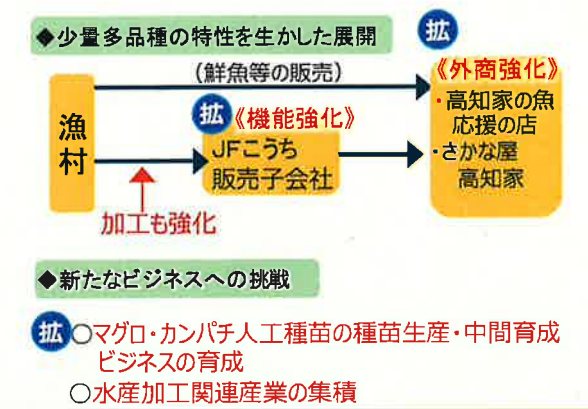 ◆少量多品種の特性を生かした展開
拡
(鮮魚等の販売)
《外商強化》
・高知家の魚
応援の店
・さかな屋
高知家
漁村
拡《機能強化》
JFこうち
販売子会社
加工も強化
◆新たなビジネスへの挑戦
拡○マグロ・カンパチ人工種苗の種苗生産・中間育成
ビジネスの育成
○水産加工関連産業の集積